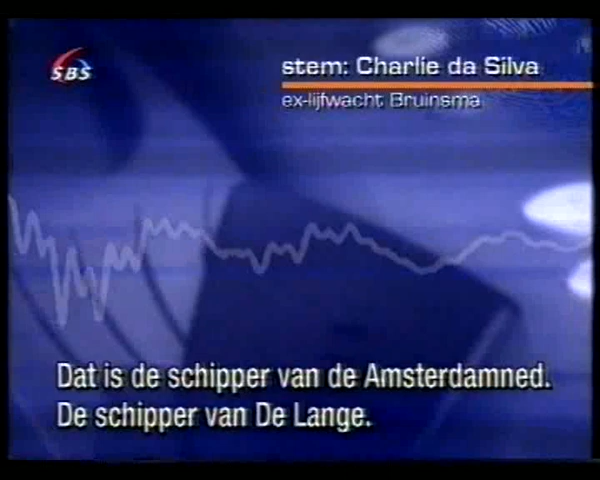 SBS
stem: Charlie da Silva
ex-lijfwacht Bruinsma
Dat is de schipper van de Amsterdamned.
De schipper van De Lange.